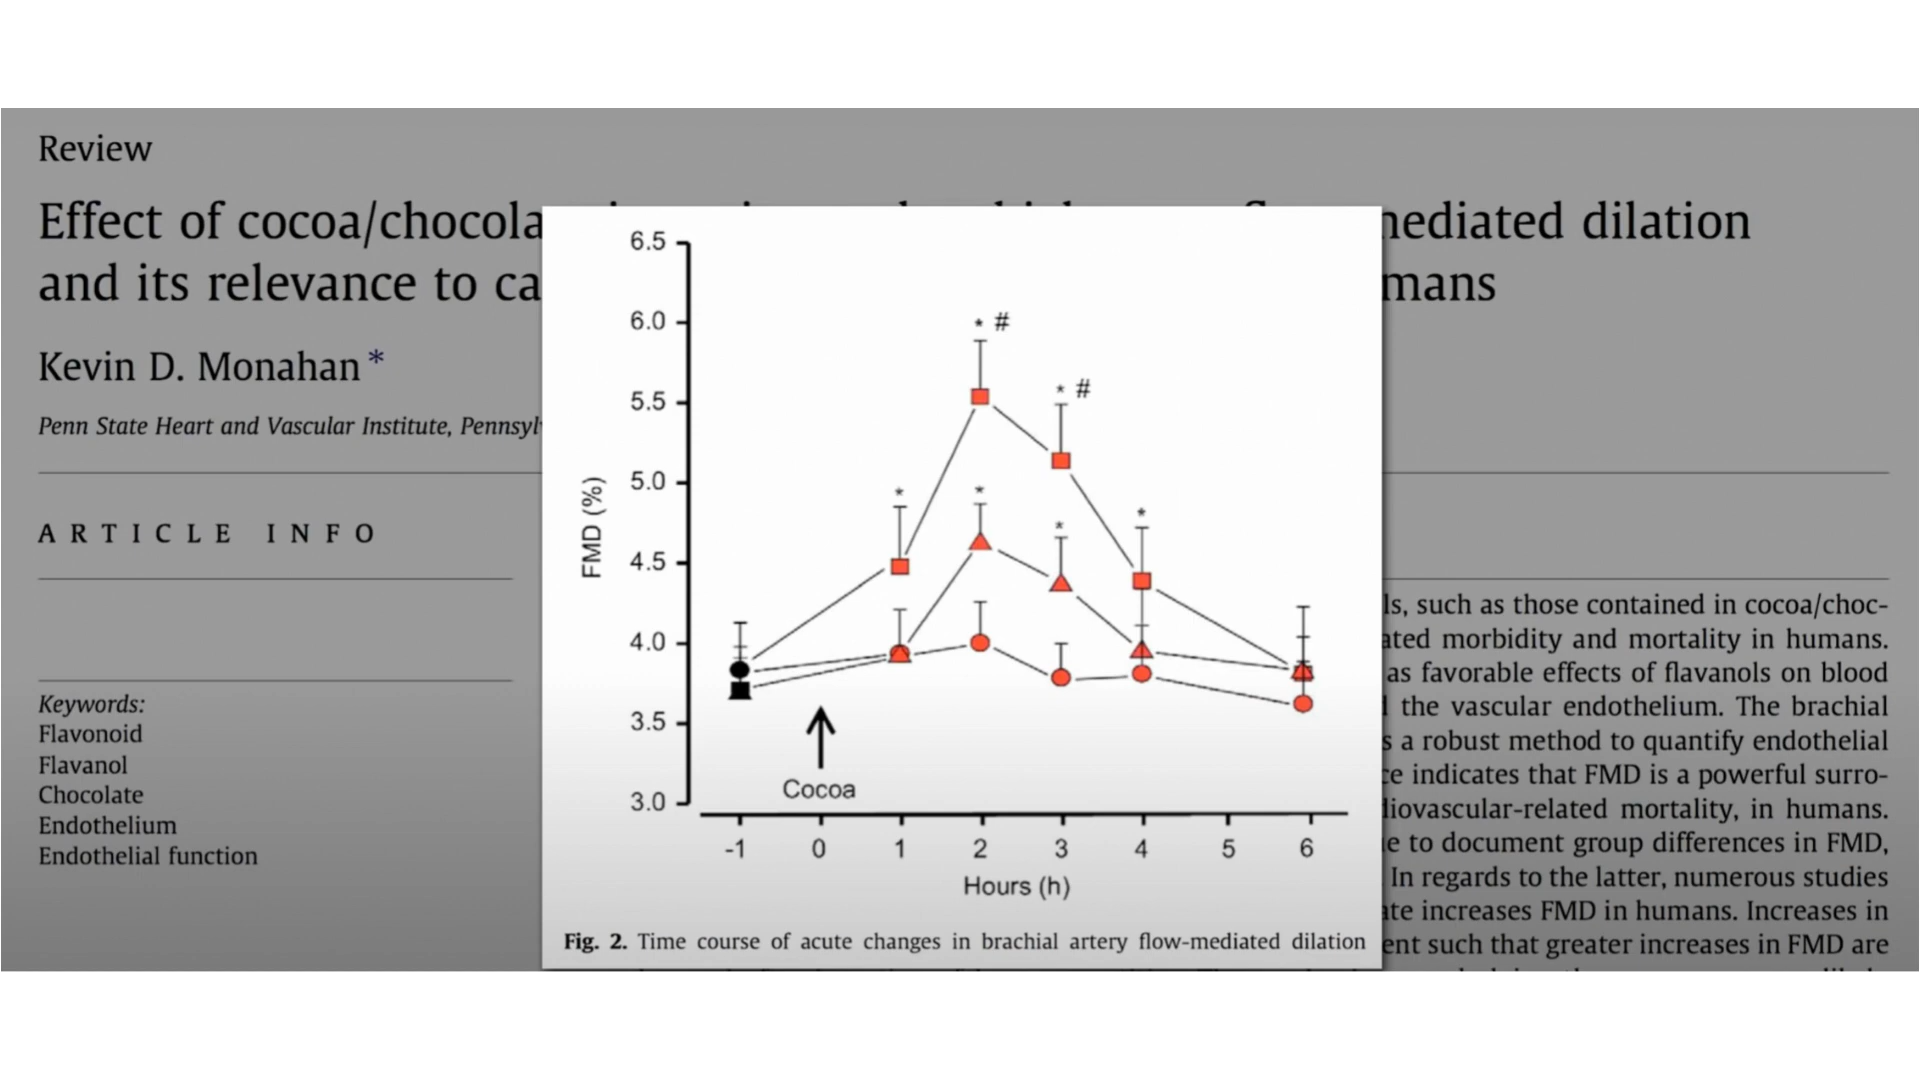 Review
Effect of cocoa/chocola
mediated dilation
and its relevance to ca
mans
Kevin D. Monahan *
Penn State Heart and Vascular Institute, Pennsyl
ARTICLE INFO
Keywords:
Flavonoid
Flavanol
Chocolate
Endothelium
Endothelial function
6.5
6.0
5.5
5.0
4.5
4.0
3.5
3.0
FMD (%)
* #
* #
*
*
*
*
Cocoa
-1 0 1 2 3 4 5 6
Hours (h)
Fig. 2. Time course of acute changes in brachial artery flow-mediated dilation
ls, such as those contained in cocoa/choc-
ated morbidity and mortality in humans.
as favorable effects of flavanols on blood
the vascular endothelium. The brachial
s a robust method to quantify endothelial
ce indicates that FMD is a powerful surro-
diovascular-related mortality, in humans.
e to document group differences in FMD,
In regards to the latter, numerous studies
ate increases FMD in humans. Increases in
ent such that greater increases in FMD are